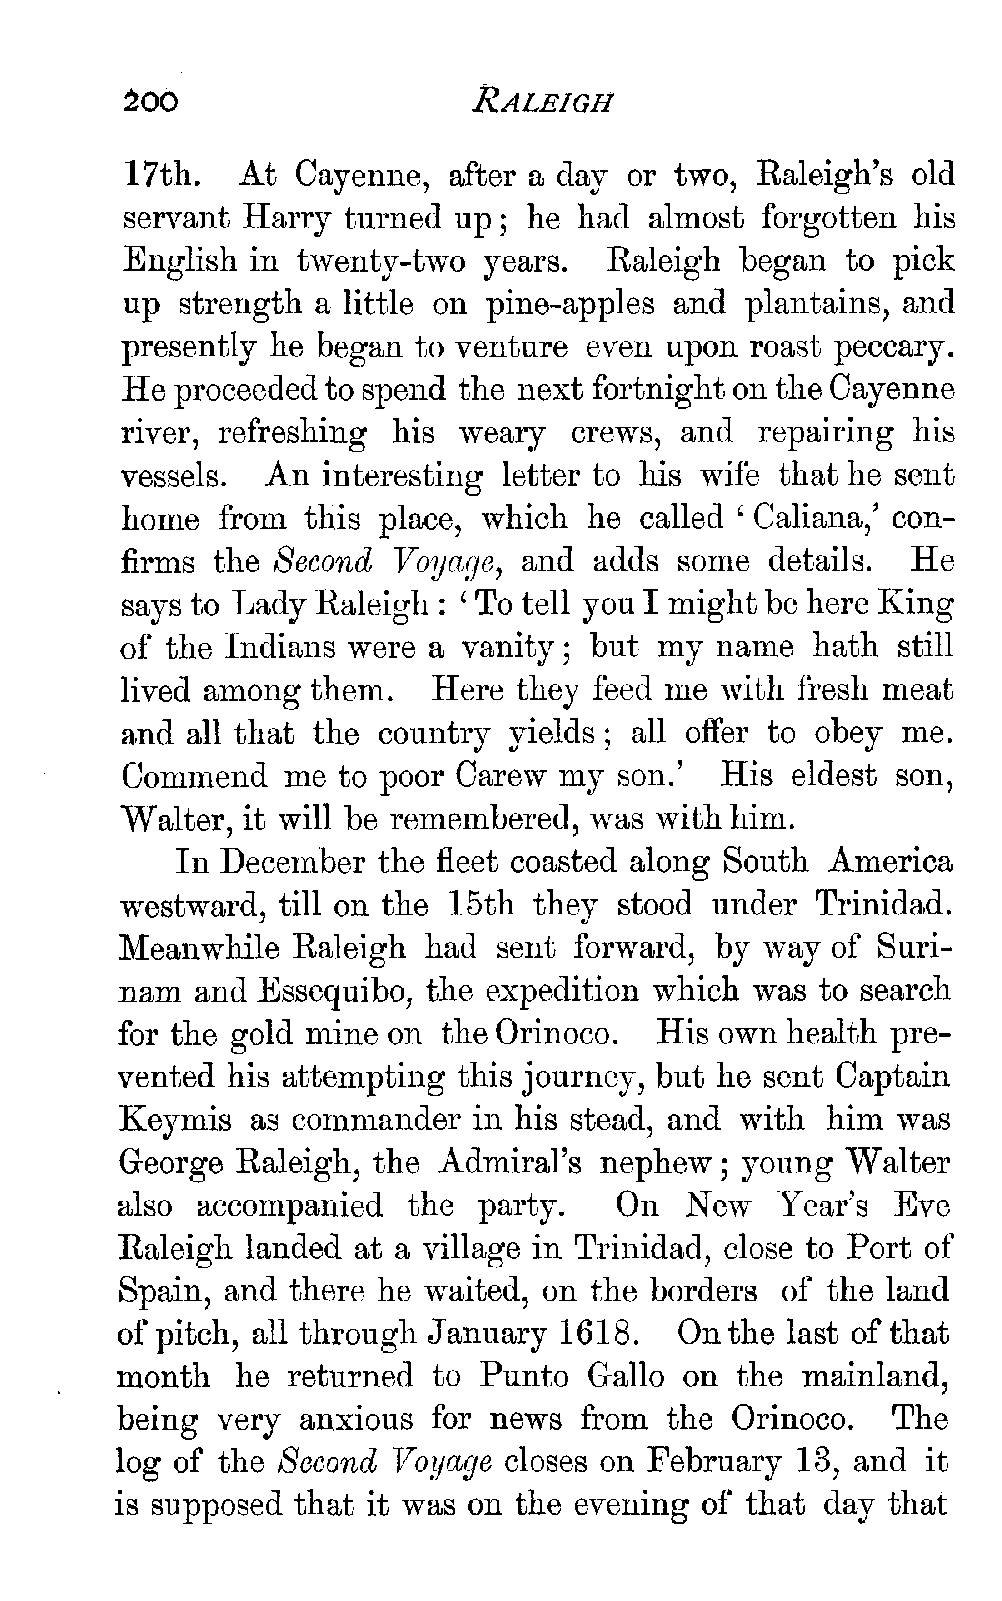 200 RALEIGH
17th. At Cayenne, after a day or two, Raleigh's old
servant Harry turned up; he had almost forgotten his
English in twenty-two years. Raleigh began to pick
up strength a little on pine-apples and plantains, and
presently he began to venture even upon roast peccary.
He proceeded to spend the next fortnight on the Cayenne
river, refreshing his weary crews, and repairing his
vessels. An interesting letter to his wife that he sent
home from this place, which he called ‘Caliana,’ con-
firms the Second Voyage, and adds some details. He
says to Lady Raleigh: ‘To tell you I might be here King
of the Indians were a vanity; but my name hath still
lived among them. Here they feed me with fresh meat
and all that the country yields; all offer to obey me.
Commend me to poor Carew my son.’ His eldest son,
Walter, it will be remembered, was with him.
In December the fleet coasted along South America
westward, till on the 15th they stood under Trinidad.
Meanwhile Raleigh had sent forward, by way of Suri-
nam and Essequibo, the expedition which was to search
for the gold mine on the Orinoco. His own health pre-
vented his attempting this journey, but he sent Captain
Keymis as commander in his stead, and with him was
George Raleigh, the Admiral's nephew; young Walter
also accompanied the party. On New Year's Eve
Raleigh landed at a village in Trinidad, close to Port of
Spain, and there he waited, on the borders of the land
of pitch, all through January 1618. On the last of that
month he returned to Punto Gallo on the mainland,
being very anxious for news from the Orinoco. The
log of the Second Voyage closes on February 13, and it
is supposed that it was on the evening of that day that